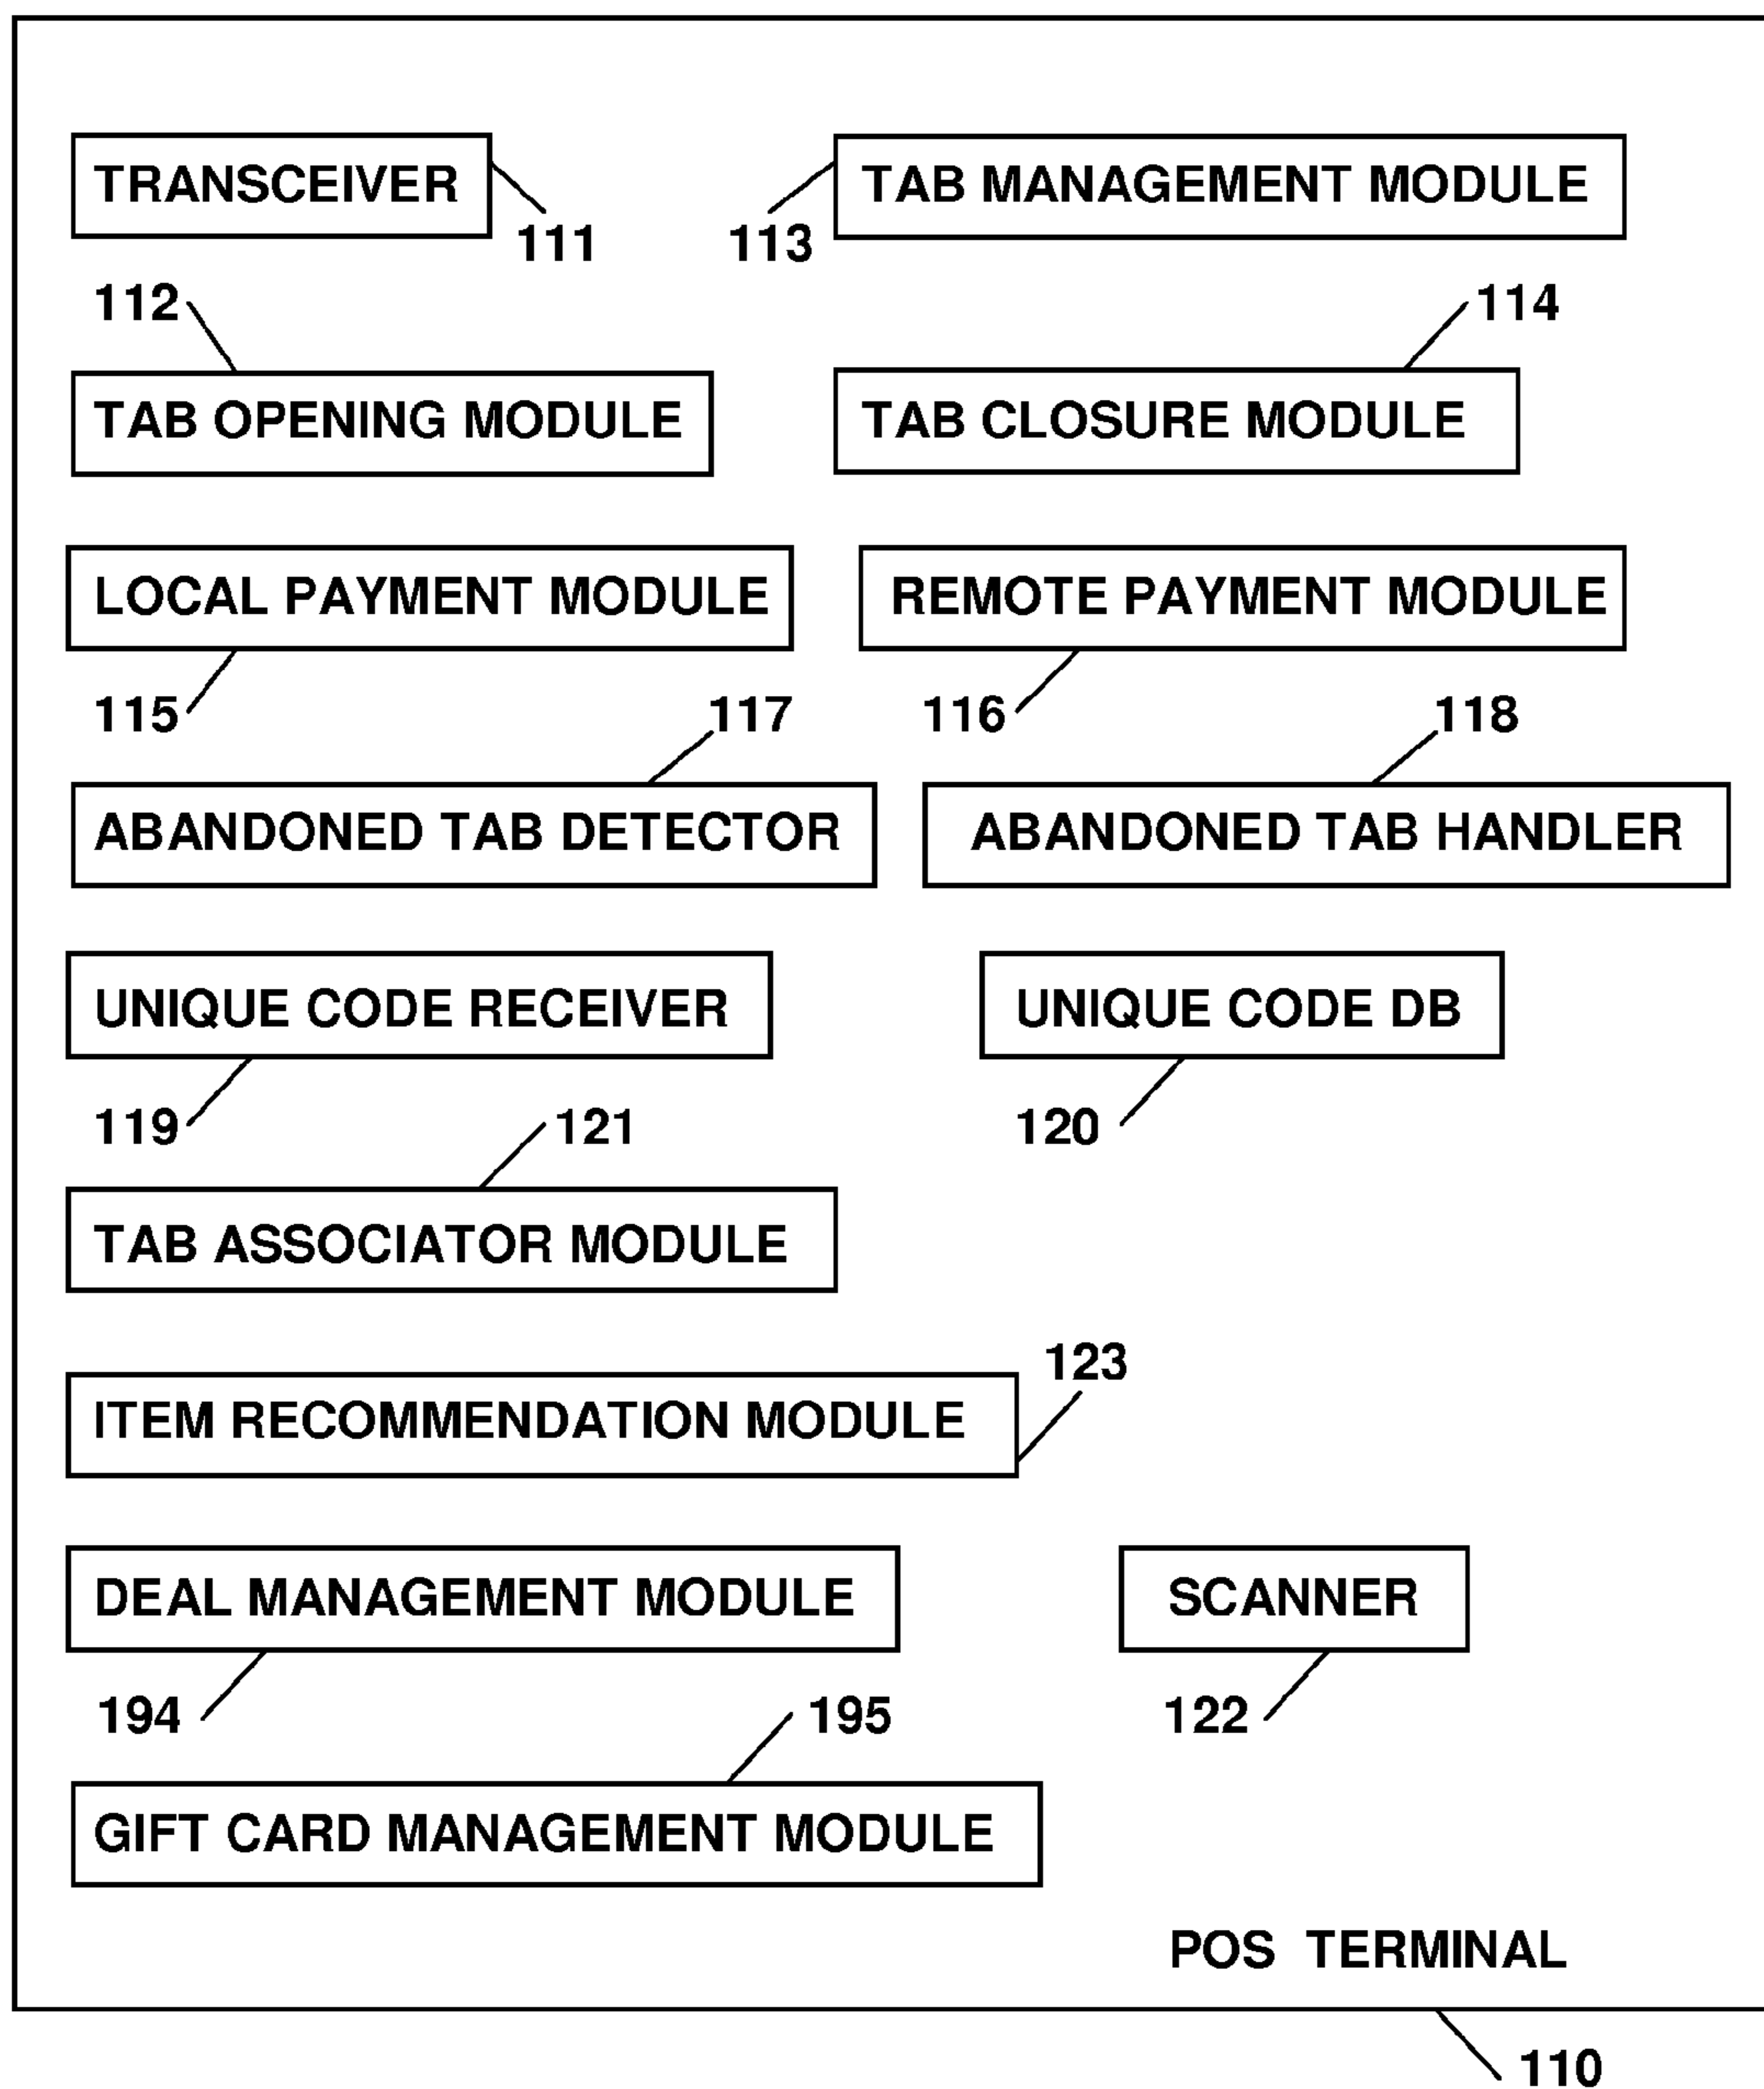 TRANSCEIVER
TAB MANAGEMENT MODULE
111
113
112
114
TAB OPENING MODULE
TAB CLOSURE MODULE
LOCAL PAYMENT MODULE
REMOTE PAYMENT MODULE
115
117
116
118
ABANDONED TAB DETECTOR
ABANDONED TAB HANDLER
UNIQUE CODE RECEIVER
UNIQUE CODE DB
119
121
120
TAB ASSOCIATOR MODULE
123
ITEM RECOMMENDATION MODULE
DEAL MANAGEMENT MODULE
SCANNER
194
195
122
GIFT CARD MANAGEMENT MODULE
POS TERMINAL
110